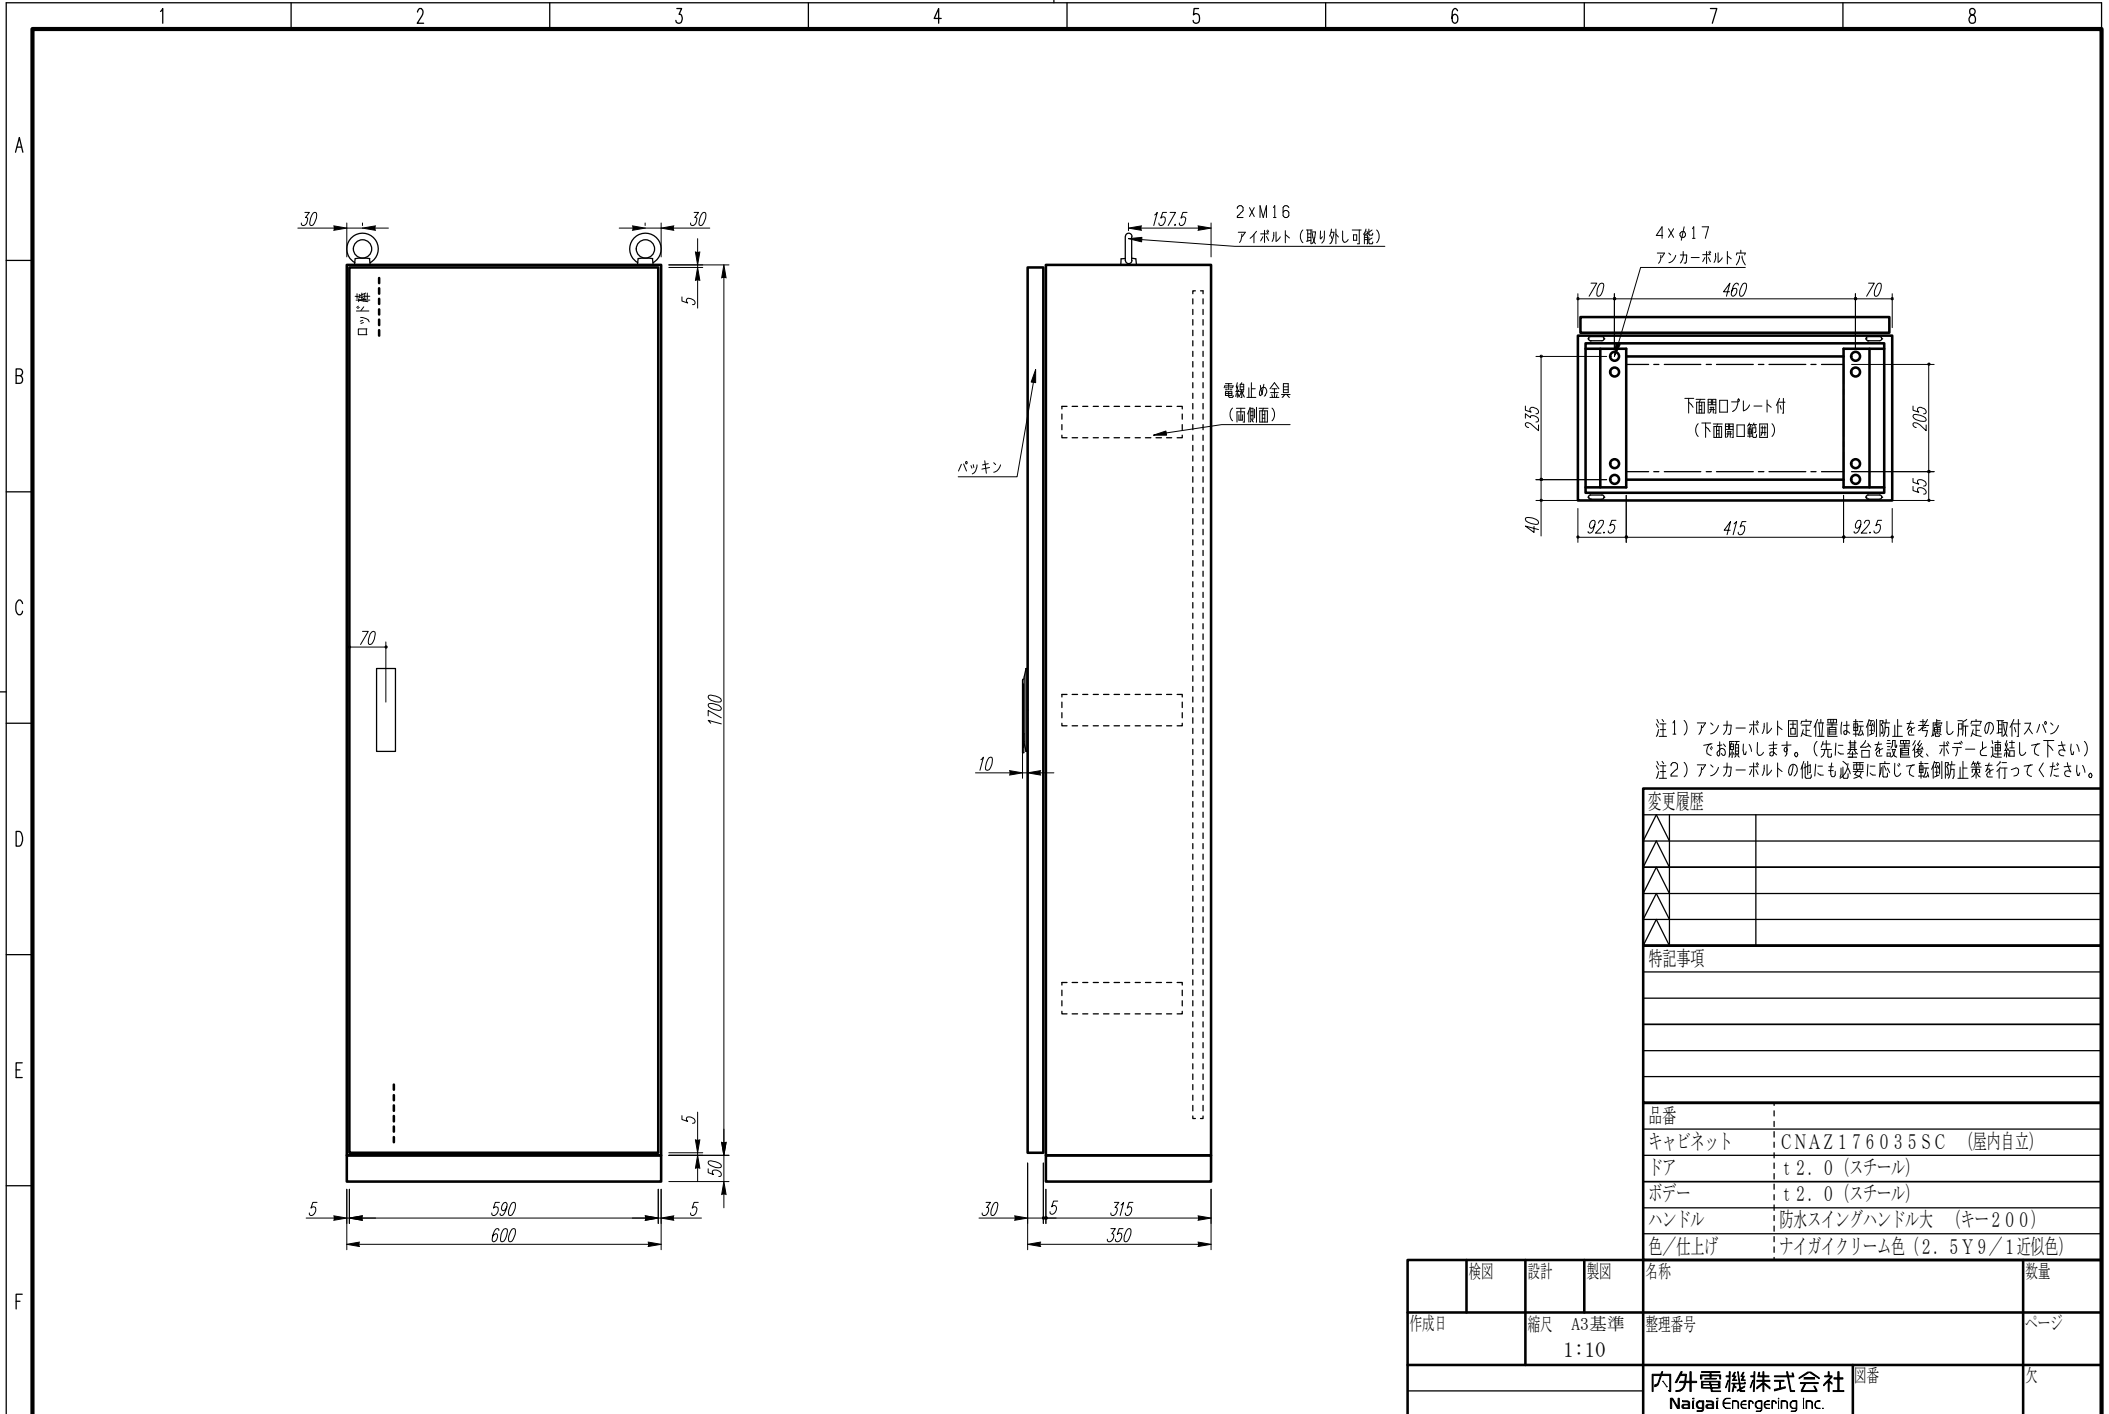 1 2 3 4 5 6 7 8
A
B
C
D
E
F
30
30
5
ロッド棒
70
1700
5
50
5
590
5
600
157.5
2×M16
アイボルト（取り外し可能）
電線止め金具
（両側面）
パッキン
10
30
5
315
350
4×φ17
アンカーボルト穴
70
460
70
235
下面開口プレート付
（下面開口範囲）
205
55
40
92.5
415
92.5
注1）アンカーボルト固定位置は転倒防止を考慮し所定の取付スパン
でお願いします。（先に基台を設置後、ボデーと連結して下さい）
注2）アンカーボルトの他にも必要に応じて転倒防止策を行ってください。
変更履歴
特記事項
品番
キャビネット CNAZ176035SC （屋内自立）
ドア t2.0（スチール）
ボデー t2.0（スチール）
ハンドル 防水スイングハンドル大 （キー200）
色／仕上げ ナイガイクリーム色（2.5Y9／1近似色）
検図 設計 製図 名称 数量
作成日 縮尺 A3基準 整理番号 ページ
1:10
内外電機株式会社 図番 欠
Naigai Energering Inc.